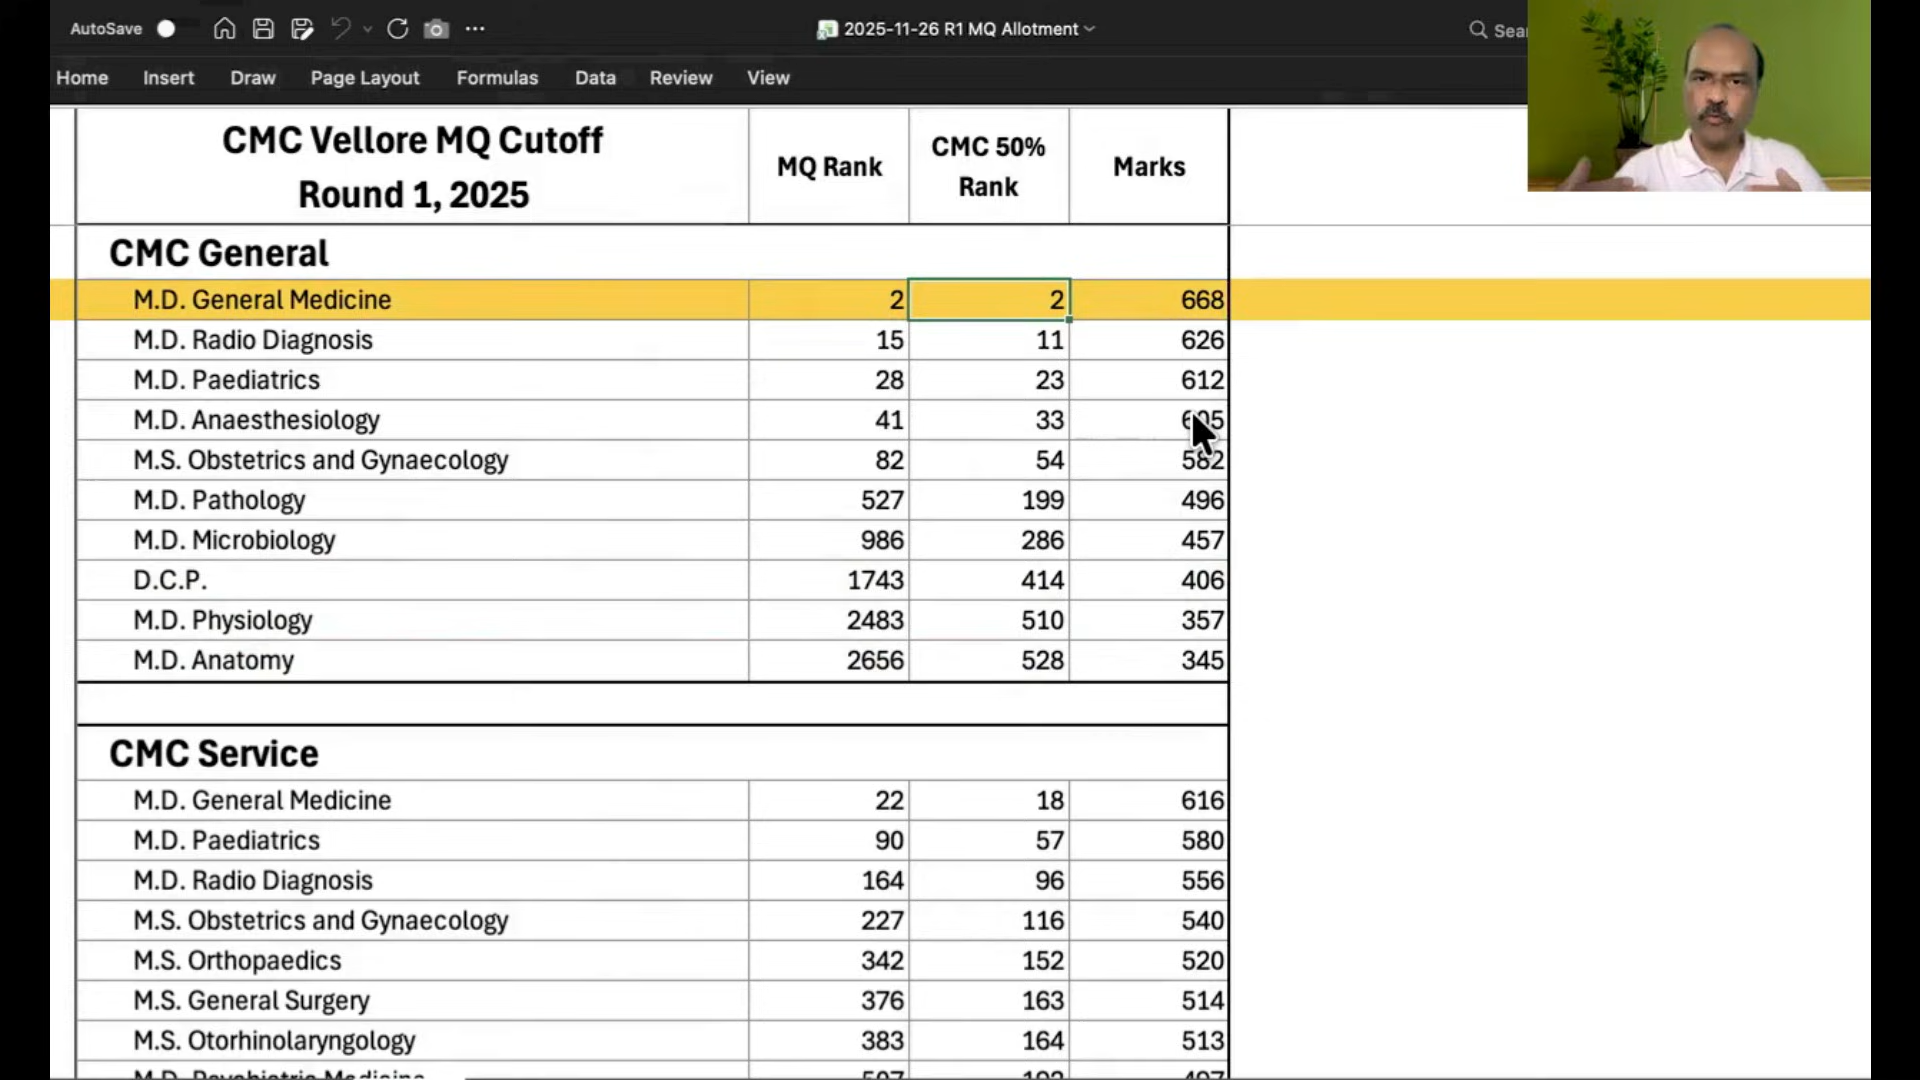 AutoSave
2025-11-26 R1 MQ Allotment
Sear
Home Insert Draw Page Layout Formulas Data Review View
CMC Vellore MQ Cutoff
Round 1, 2025
MQ Rank
CMC 50%
Rank
Marks
CMC General
M.D. General Medicine 2 2 668
M.D. Radio Diagnosis 15 11 626
M.D. Paediatrics 28 23 612
M.D. Anaesthesiology 41 33
M.S. Obstetrics and Gynaecology 82 54 582
M.D. Pathology 527 199 496
M.D. Microbiology 986 286 457
D.C.P. 1743 414 406
M.D. Physiology 2483 510 357
M.D. Anatomy 2656 528 345
CMC Service
M.D. General Medicine 22 18 616
M.D. Paediatrics 90 57 580
M.D. Radio Diagnosis 164 96 556
M.S. Obstetrics and Gynaecology 227 116 540
M.S. Orthopaedics 342 152 520
M.S. General Surgery 376 163 514
M.S. Otorhinolaryngology 383 164 513